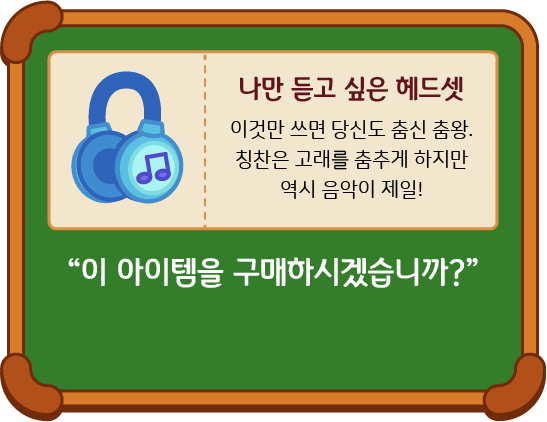 나만 듣고 싶은 헤드셋
이것만 쓰면 당신도 춤신 춤왕.
칭찬은 고래를 춤추게 하지만
역시 음악이 제일!
“이 아이템을 구매하시겠습니까?”